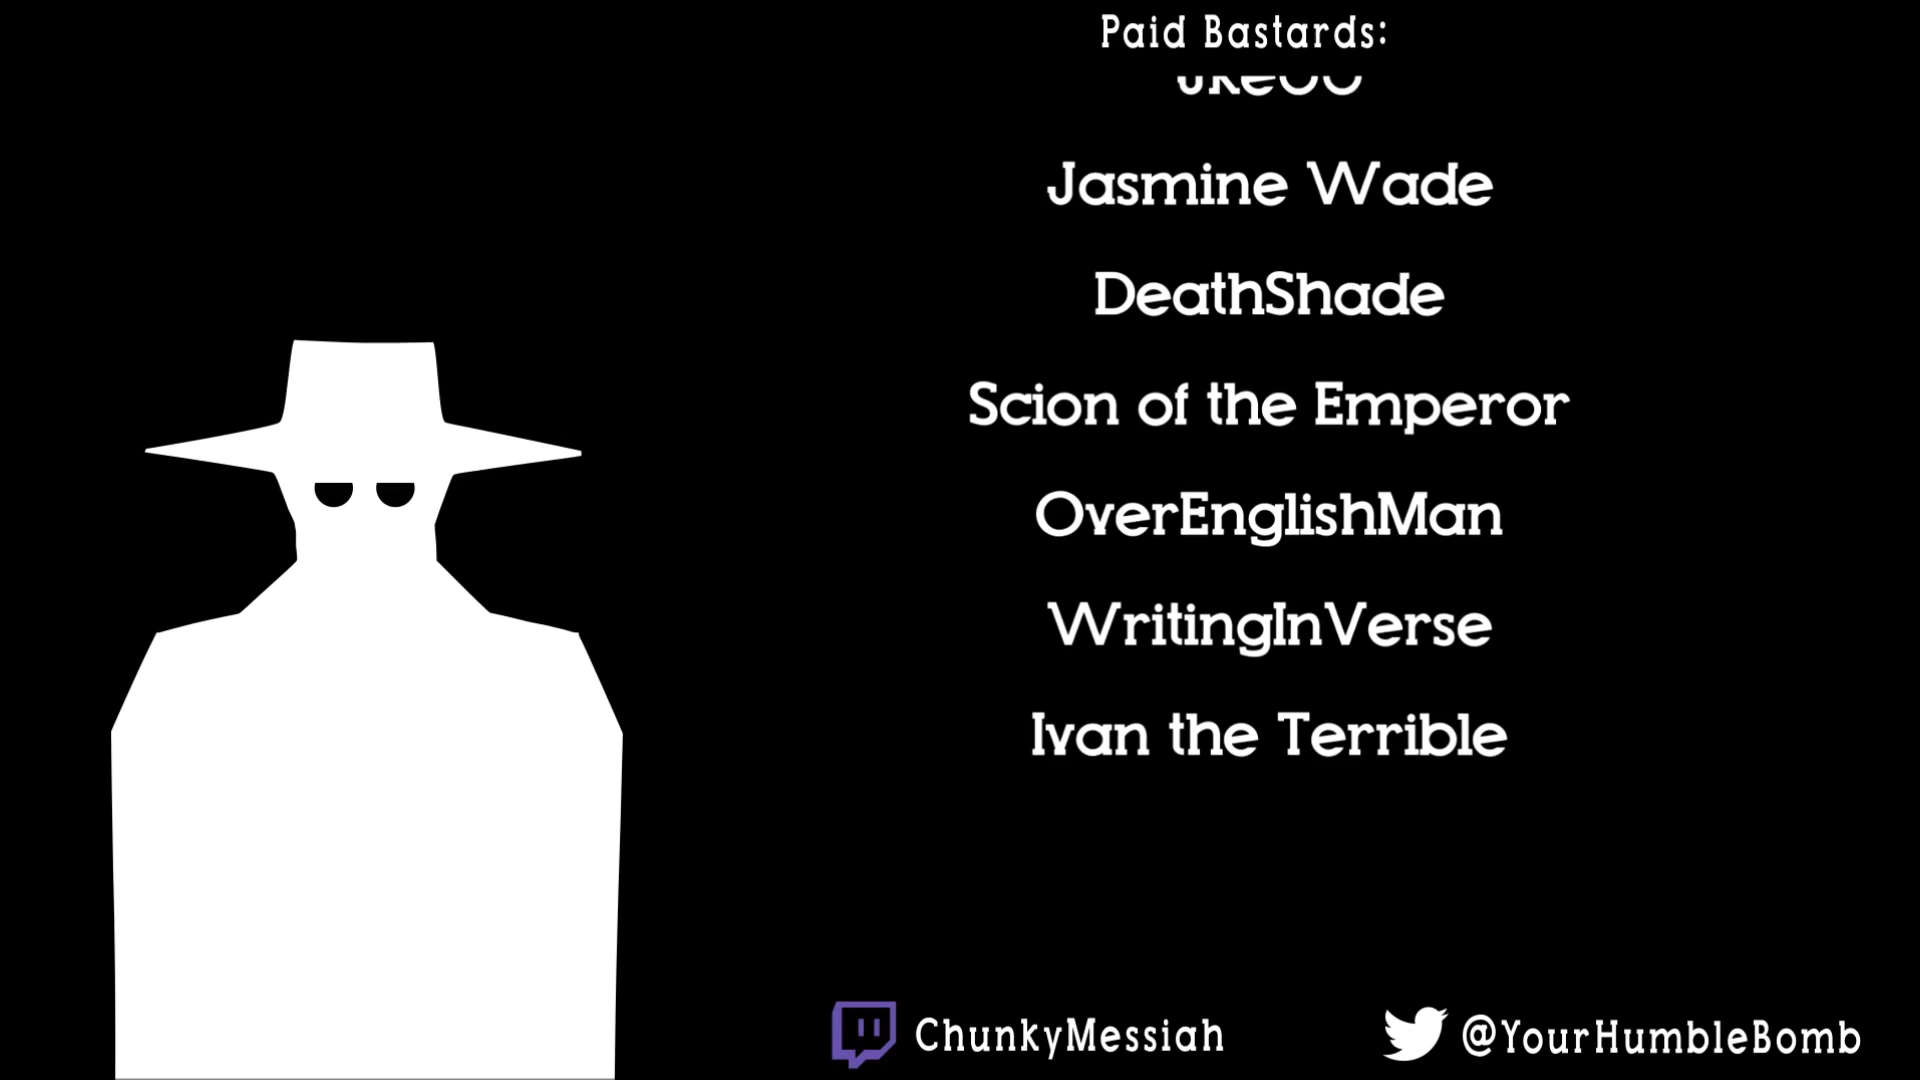 Paid Bastards:
Jasmine Wade
DeathShade
Scion of the Emperor
OverEnglishMan
WritingInVerse
Ivan the Terrible
ChunkyMessiah
@YourHumbleBomb